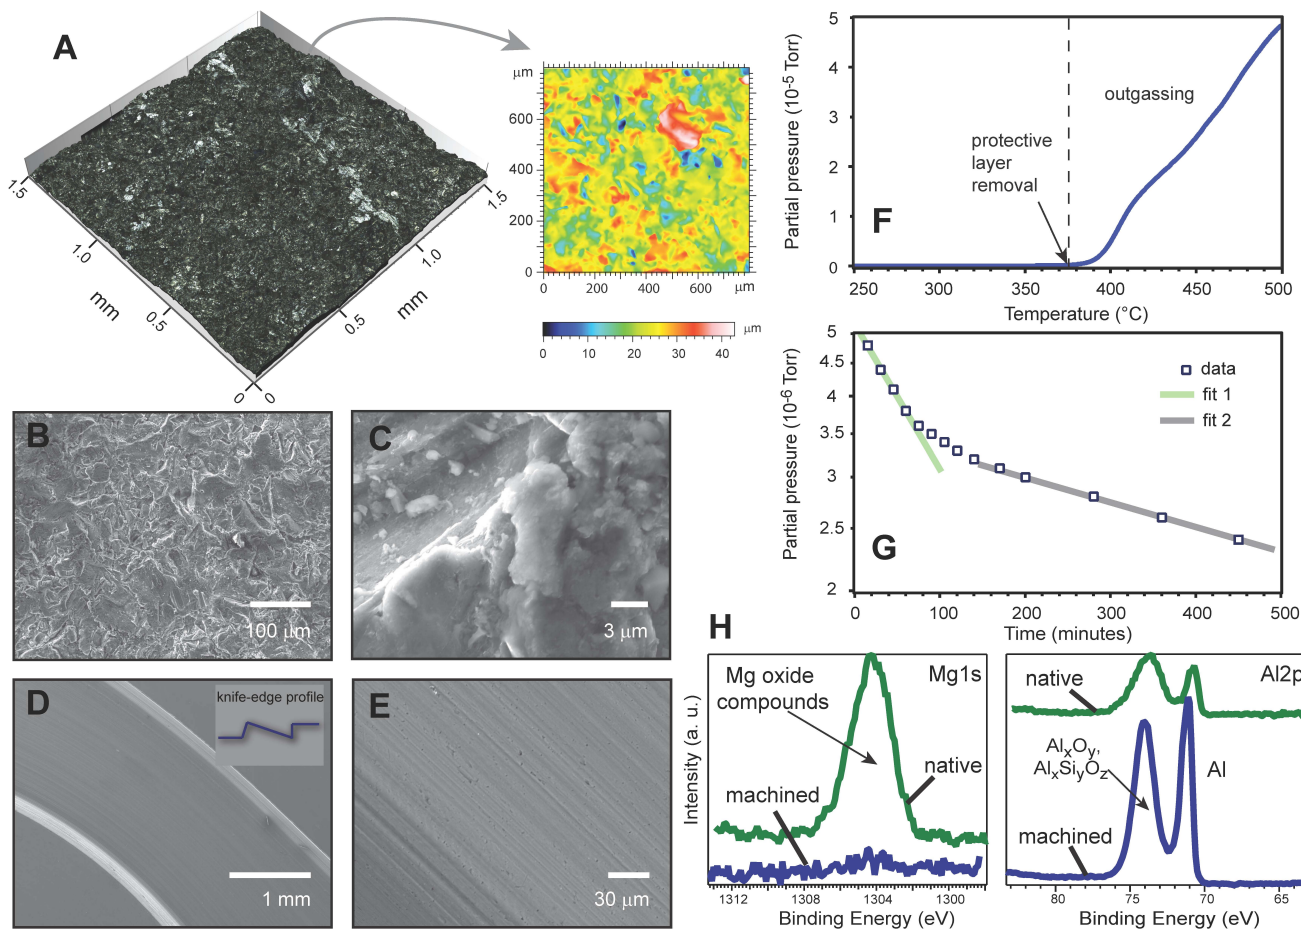 A
1.5
1.0
0.5
0
mm
0
0.5
1.0
1.5
mm
μm
600
400
200
0
0 200 400 600 μm
μm
0 10 20 30 40
B
100 μm
C
3 μm
D
knife-edge profile
1 mm
E
30 μm
Partial pressure (10-5 Torr)
5
4
3
2
1
0
outgassing
protective
layer
removal
F
250 300 350 400 450 500
Temperature (°C)
Partial pressure (10-6 Torr)
5
4.5
4
3.5
3
2.5
2
data
fit 1
fit 2
G
0 100 200 300 400 500
Time (minutes)
H
Intensity (a. u.)
Mg oxide
compounds
Mg1s
native
machined
1312 1308 1304 1300
Binding Energy (eV)
native
Al2p
AlxOy,
AlxSiyOz
Al
machined
80 75 70 65
Binding Energy (eV)